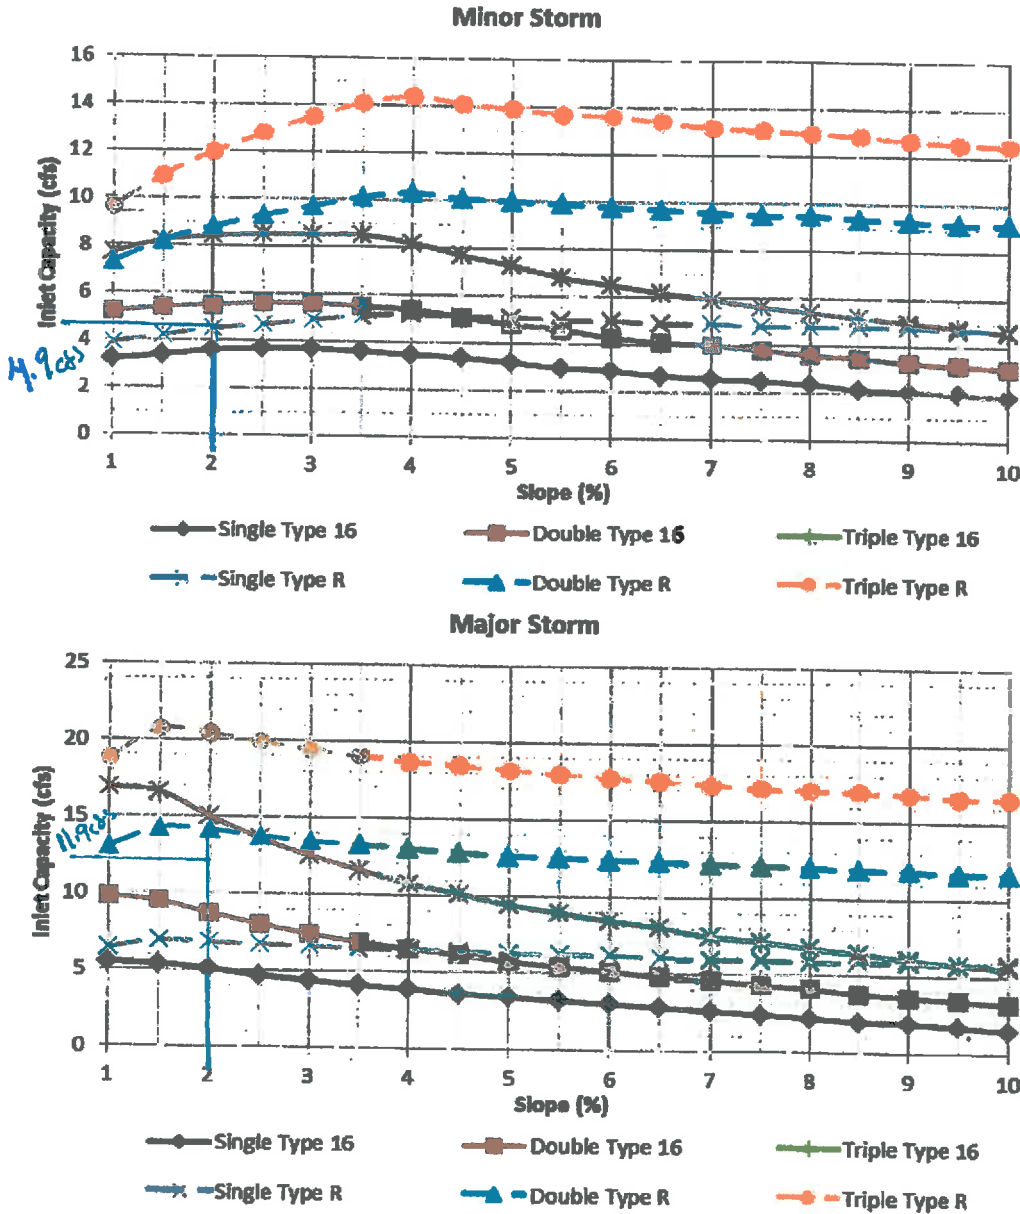 Minor Storm
Inlet Capacity (cfs)
16
14
12
10
8
6
4
2
0
4.9 cfs
1 2 3 4 5 6 7 8 9 10
Slope (%)
Single Type 16 Double Type 16 Triple Type 16
Single Type R Double Type R Triple Type R
Major Storm
Inlet Capacity (cfs)
25
20
15
10
5
0
11.9 cfs
1 2 3 4 5 6 7 8 9 10
Slope (%)
Single Type 16 Double Type 16 Triple Type 16
Single Type R Double Type R Triple Type R